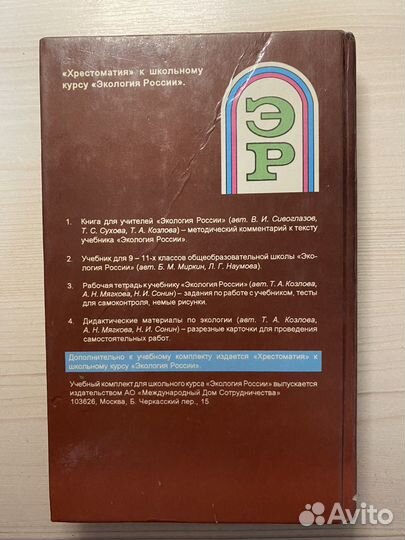 «Хрестоматия» к школьному
курсу «Экология России».
ЭР
1. Книга для учителей «Экология России» (авт. В. И. Сивоглазов,
Т. С. Сухова, Т. А. Козлова) – методический комментарий к тексту
учебника «Экология России».
2. Учебник для 9 – 11-х классов общеобразовательной школы «Эко-
логия России» (авт. Б. М. Миркин, Л. Г. Наумова).
3. Рабочая тетрадь к учебнику «Экология России» (авт. Т. А. Козлова,
А. Н. Мягкова, Н. И. Сонин) – задания по работе с учебником, тесты
для самоконтроля, немые рисунки.
4. Дидактические материалы по экологии (авт. Т. А. Козлова,
А. Н. Мягкова, Н. И. Сонин) – разрезные карточки для проведения
самостоятельных работ.
Дополнительно к учебному комплекту издается «Хрестоматия» к
школьному курсу «Экология России».
Учебный комплект для школьного курса «Экология России» выпускается
издательством АО «Международный Дом Сотрудничества»
103626, Москва, Б. Черкасский пер., 15
Avito